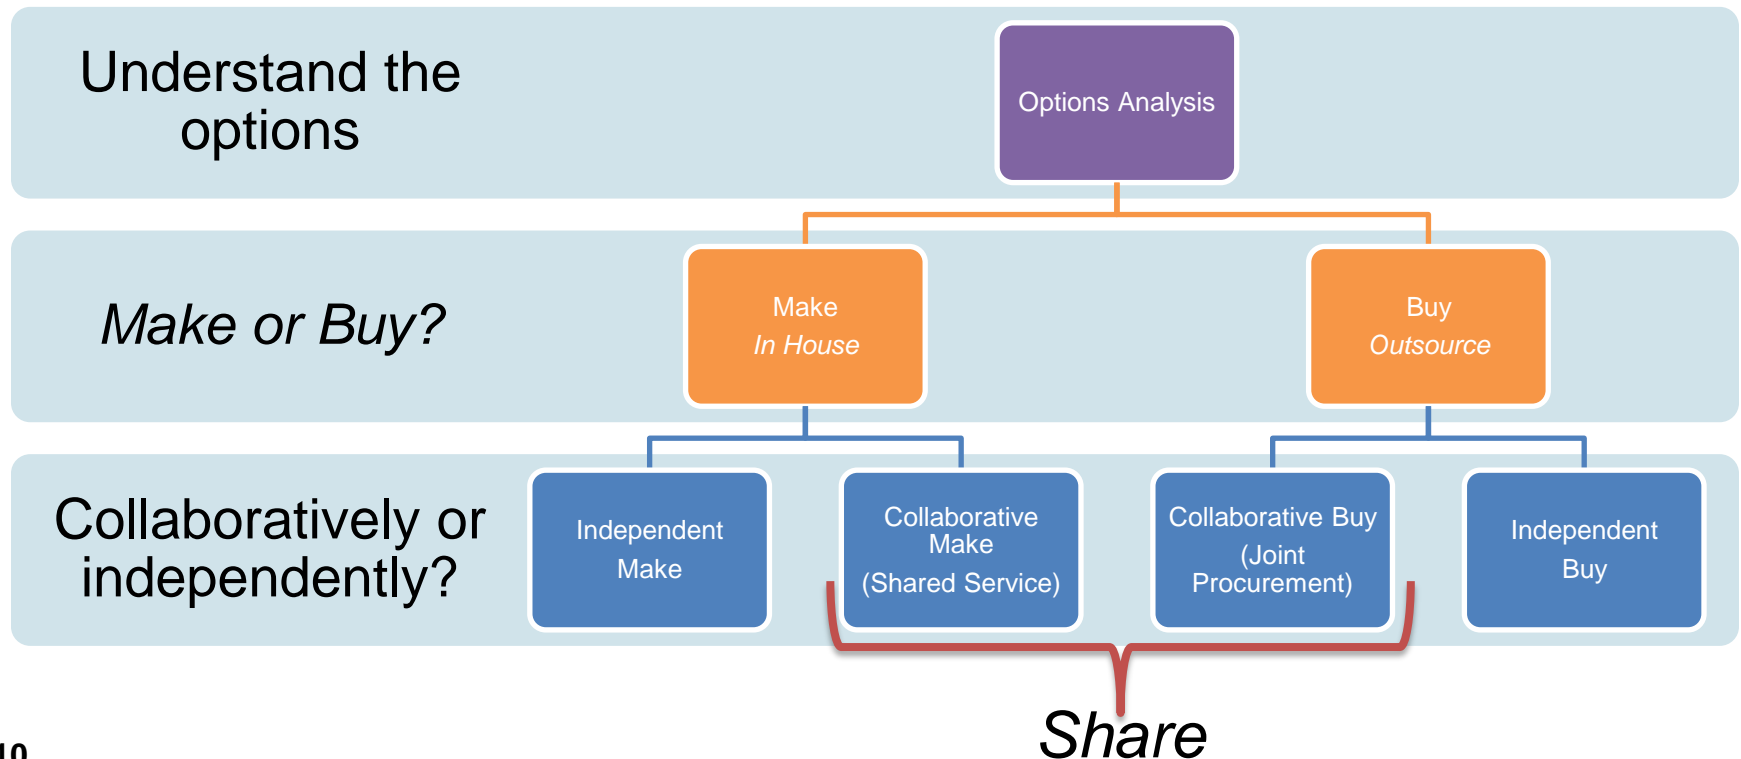 Understand the
options
Options Analysis
Make or Buy?
Make
In House
Buy
Outsource
Collaboratively or
independently?
Independent
Make
Collaborative
Make
(Shared Service)
Collaborative Buy
(Joint
Procurement)
Independent
Buy
Share
10